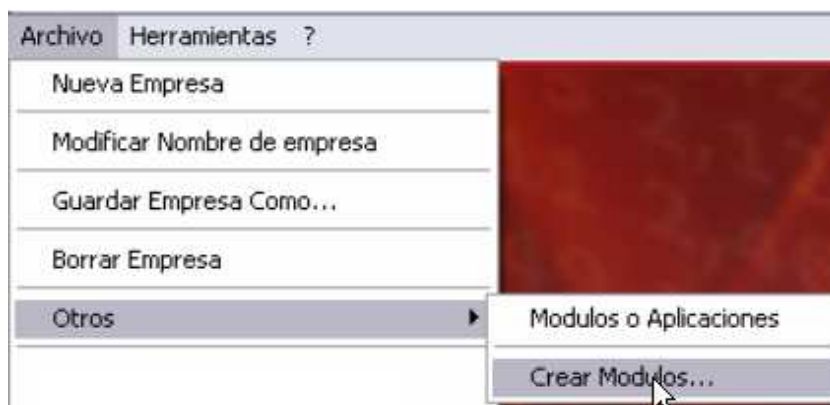 Archivo Herramientas ?
Nueva Empresa
Modificar Nombre de empresa
Guardar Empresa Como...
Borrar Empresa
Otros
Modulos o Aplicaciones
Crear Modulos...